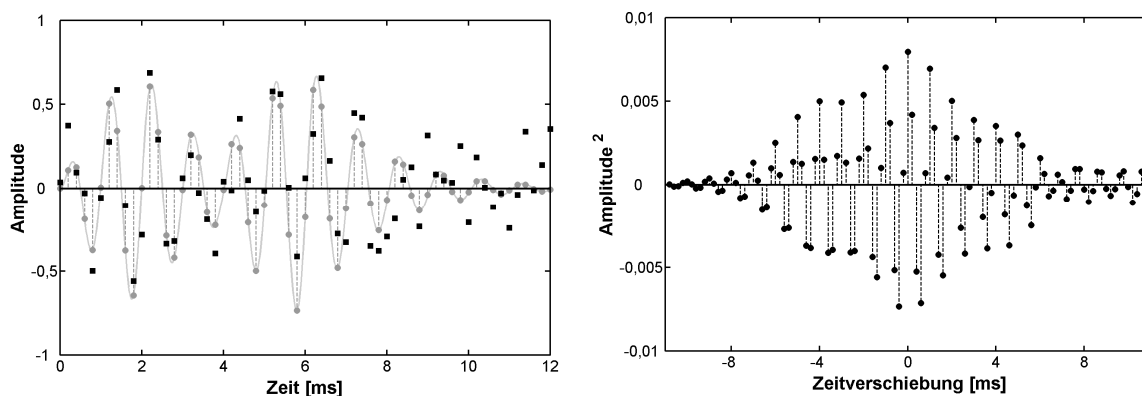 Amplitude
1
0,5
0
-0,5
-1
0 2 4 6 8 10 12
Zeit [ms]
Amplitude 2
0,01
0,005
0
-0,005
-0,01
-8 -4 0 4 8
Zeitverschiebung [ms]